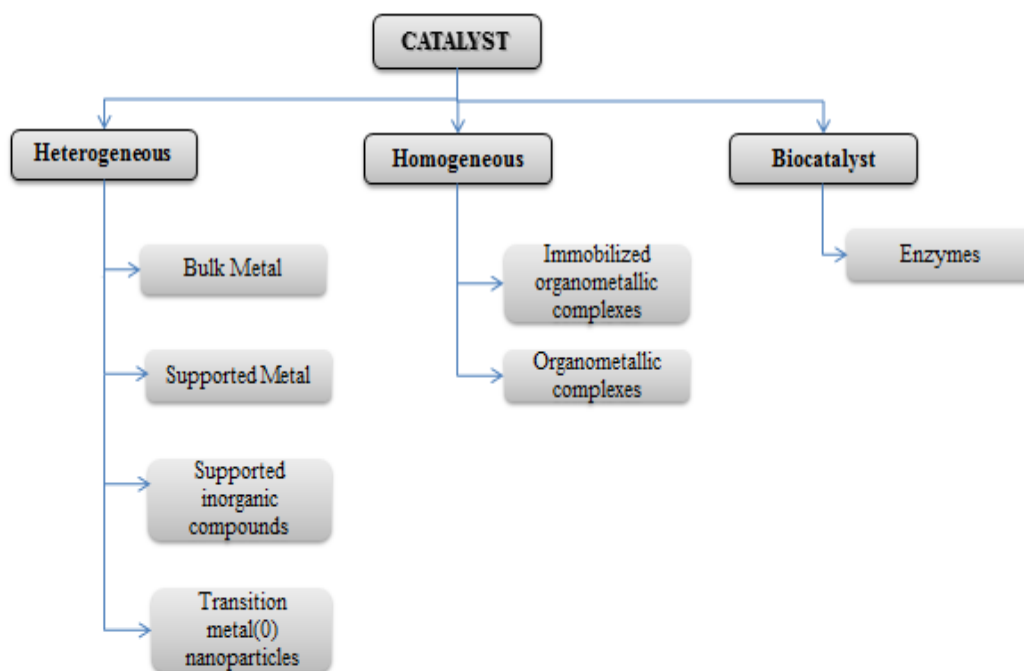 CATALYST
Heterogeneous
Homogeneous
Biocatalyst
Bulk Metal
Supported Metal
Supported
inorganic
compounds
Transition
metal(0)
nanoparticles
Immobilized
organometallic
complexes
Organometallic
complexes
Enzymes